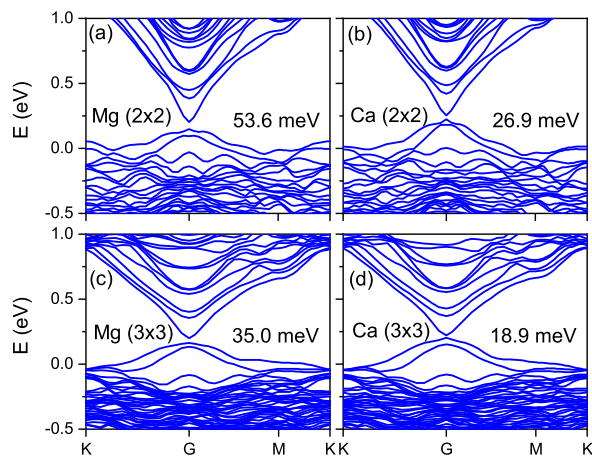 1.0
(a)
(b)
0.5
E (eV)
Mg (2x2)
53.6 meV
Ca (2x2)
26.9 meV
0.0
-0.5
1.0
(c)
(d)
0.5
E (eV)
Mg (3x3)
35.0 meV
Ca (3x3)
18.9 meV
0.0
-0.5
K G M K K G M K